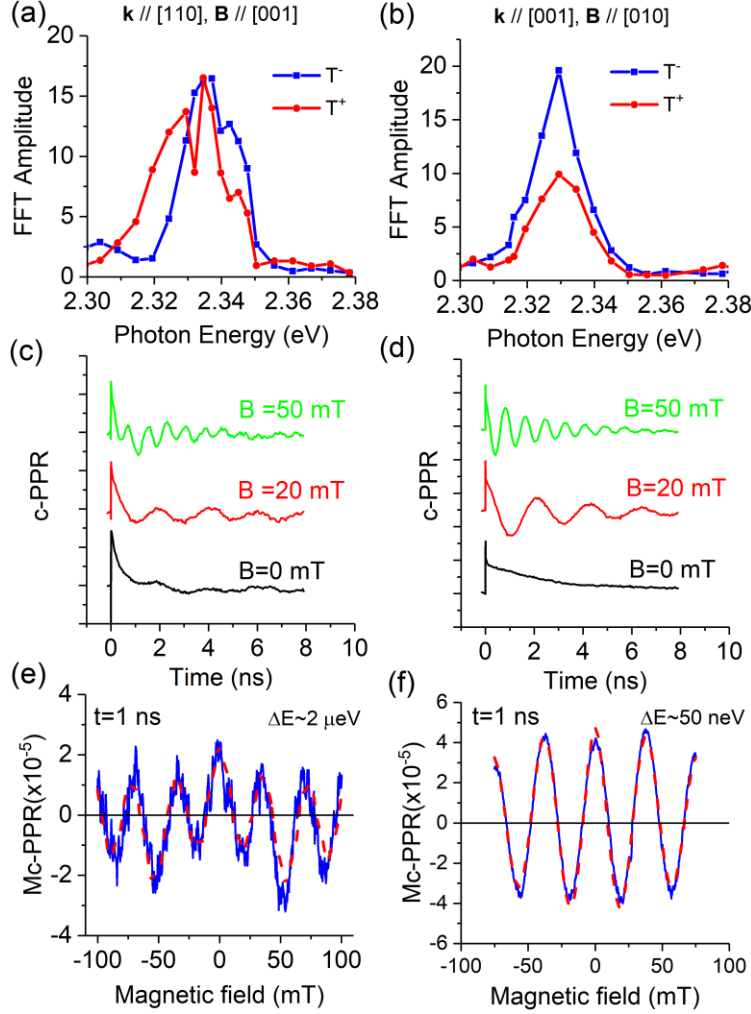 (a) k // [110], B // [001]
FFT Amplitude
20
15
10
5
0
T-
T+
2.30 2.32 2.34 2.36 2.38
Photon Energy (eV)
(b) k // [001], B // [010]
FFT Amplitude
20
15
10
5
0
T-
T+
2.30 2.32 2.34 2.36 2.38
Photon Energy (eV)
(c)
c-PPR
B =50 mT
B =20 mT
B=0 mT
0 2 4 6 8 10
Time (ns)
(d)
c-PPR
B=50 mT
B=20 mT
B=0 mT
0 2 4 6 8 10
Time (ns)
(e)
Mc-PPR(x10-5)
4
2
0
-2
-4
t=1 ns ΔE~2 μeV
-100 -50 0 50 100
Magnetic field (mT)
(f)
Mc-PPR(x10-5)
6
4
2
0
-2
-4
-6
t=1 ns ΔE~50 neV
-100 -50 0 50 100
Magnetic field (mT)